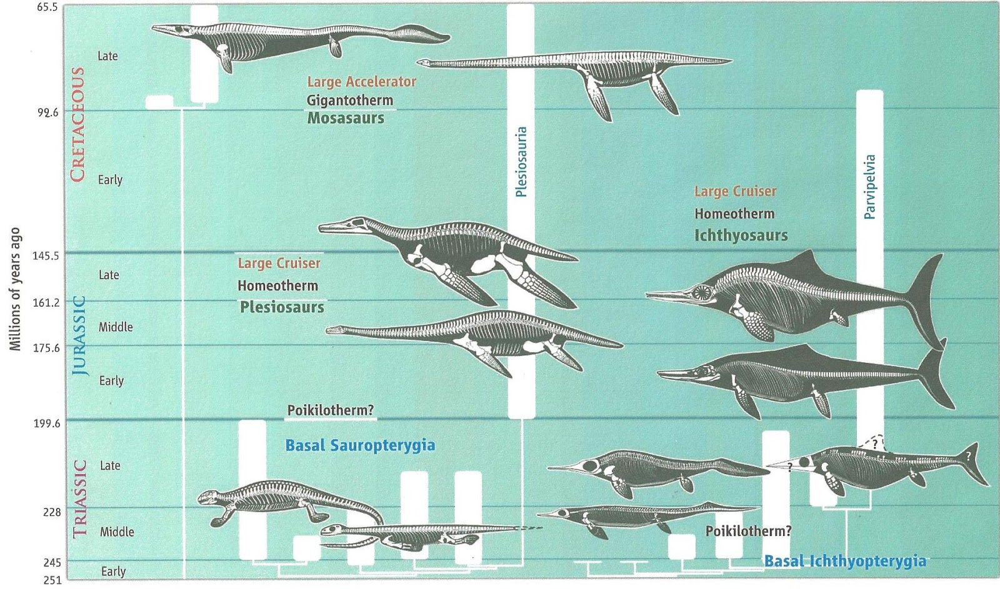 65.5
Late
Large Accelerator
Gigantotherm
Mosasaurs
99.6
CRETACEOUS
Plesiosauria
Parvipelvia
Early
Large Cruiser
Homeotherm
Ichthyosaurs
Millions of years ago
145.5
Large Cruiser
Homeotherm
Plesiosaurs
Late
161.2
JURASSIC
Middle
175.6
Early
Poikilotherm?
199.6
Basal Sauropterygia
?
?
?
Late
TRIASSIC
228
Middle
Poikilotherm?
Basal Ichthyopterygia
245
Early
251